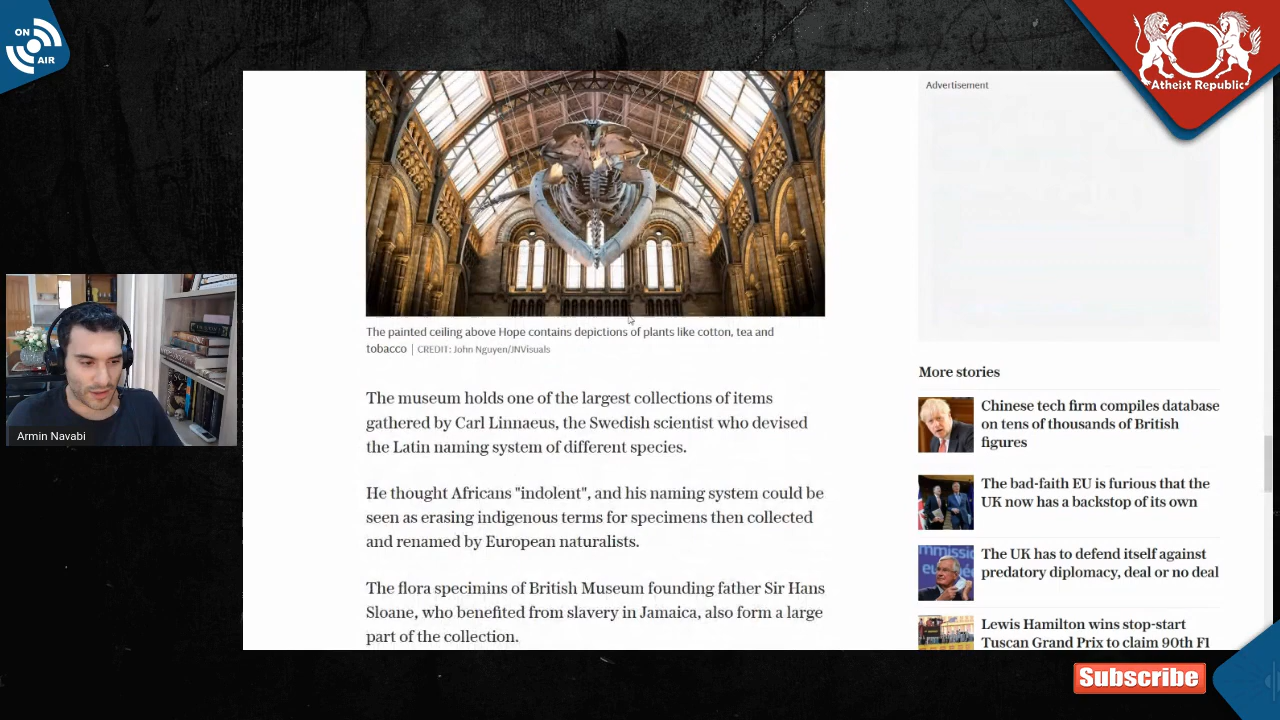 ON
AIR
Atheist Republic
Advertisement
The painted ceiling above Hope contains depictions of plants like cotton, tea and
tobacco | CREDIT: John Nguyen/JNVisuals
The museum holds one of the largest collections of items
gathered by Carl Linnaeus, the Swedish scientist who devised
the Latin naming system of different species.
He thought Africans "indolent", and his naming system could be
seen as erasing indigenous terms for specimens then collected
and renamed by European naturalists.
The flora specimins of British Museum founding father Sir Hans
Sloane, who benefited from slavery in Jamaica, also form a large
part of the collection.
More stories
Chinese tech firm compiles database
on tens of thousands of British
figures
The bad-faith EU is furious that the
UK now has a backstop of its own
The UK has to defend itself against
predatory diplomacy, deal or no deal
Lewis Hamilton wins stop-start
Tuscan Grand Prix to claim 90th F1
Armin Navabi
Subscribe